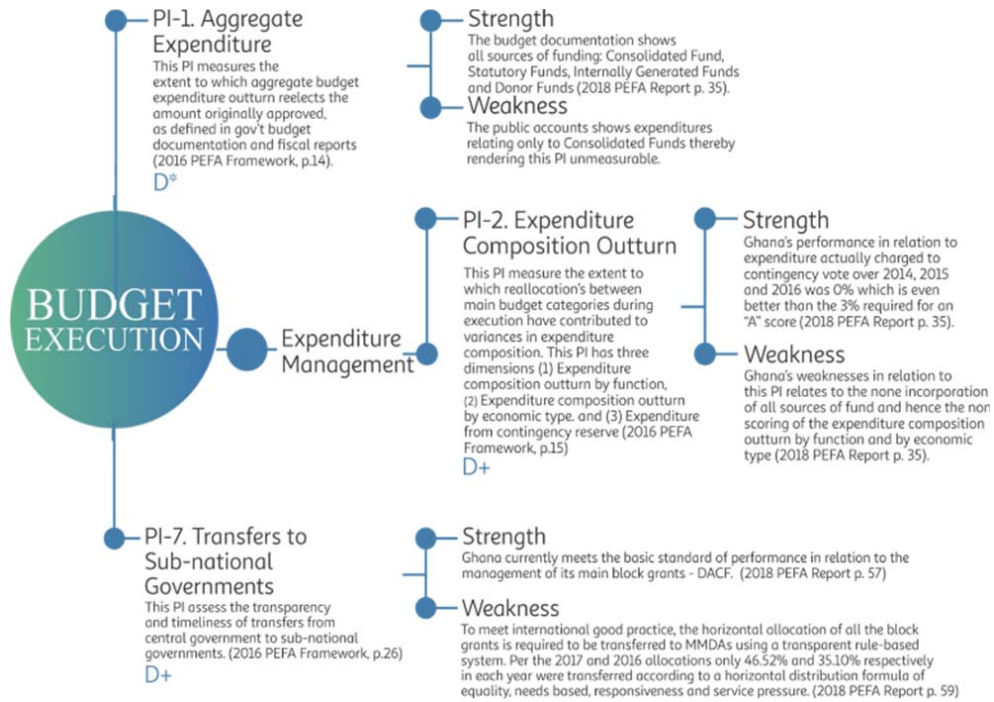 PI-1. Aggregate
Expenditure
This PI measures the
extent to which aggregate budget
expenditure outturn reelects the
amount originally approved,
as defined in gov't budget
documentation and fiscal reports
(2016 PEFA Framework, p.14).
D*
Strength
The budget documentation shows
all sources of funding: Consolidated Fund,
Statutory Funds, Internally Generated Funds
and Donor Funds (2018 PEFA Report p. 35).
Weakness
The public accounts shows expenditures
relating only to Consolidated Funds thereby
rendering this PI unmeasurable.
BUDGET
EXECUTION
Expenditure
Management
PI-2. Expenditure
Composition Outturn
This PI measure the extent to
which reallocation's between
main budget categories during
execution have contributed to
variances in expenditure
composition. This PI has three
dimensions (1) Expenditure
composition outturn by function,
(2) Expenditure composition outturn
by economic type. and (3) Expenditure
from contingency reserve (2016 PEFA
Framework, p.15)
D+
Strength
Ghana's performance in relation to
expenditure actually charged to
contingency vote over 2014, 2015
and 2016 was 0% which is even
better than the 3% required for an
"A" score (2018 PEFA Report p. 35).
Weakness
Ghana's weaknesses in relation to
this PI relates to the none incorporation
of all sources of fund and hence the non
scoring of the expenditure composition
outturn by function and by economic
type (2018 PEFA Report p. 35).
PI-7. Transfers to
Sub-national
Governments
This PI assess the transparency
and timeliness of transfers from
central government to sub-national
governments. (2016 PEFA Framework, p.26)
D+
Strength
Ghana currently meets the basic standard of performance in relation to the
management of its main block grants - DACF. (2018 PEFA Report p. 57)
Weakness
To meet international good practice, the horizontal allocation of all the block
grants is required to be transferred to MMDAs using a transparent rule-based
system. Per the 2017 and 2016 allocations only 46.52% and 35.10% respectively
in each year were transferred according to a horizontal distribution formula of
equality, needs based, responsiveness and service pressure. (2018 PEFA Report p. 59)